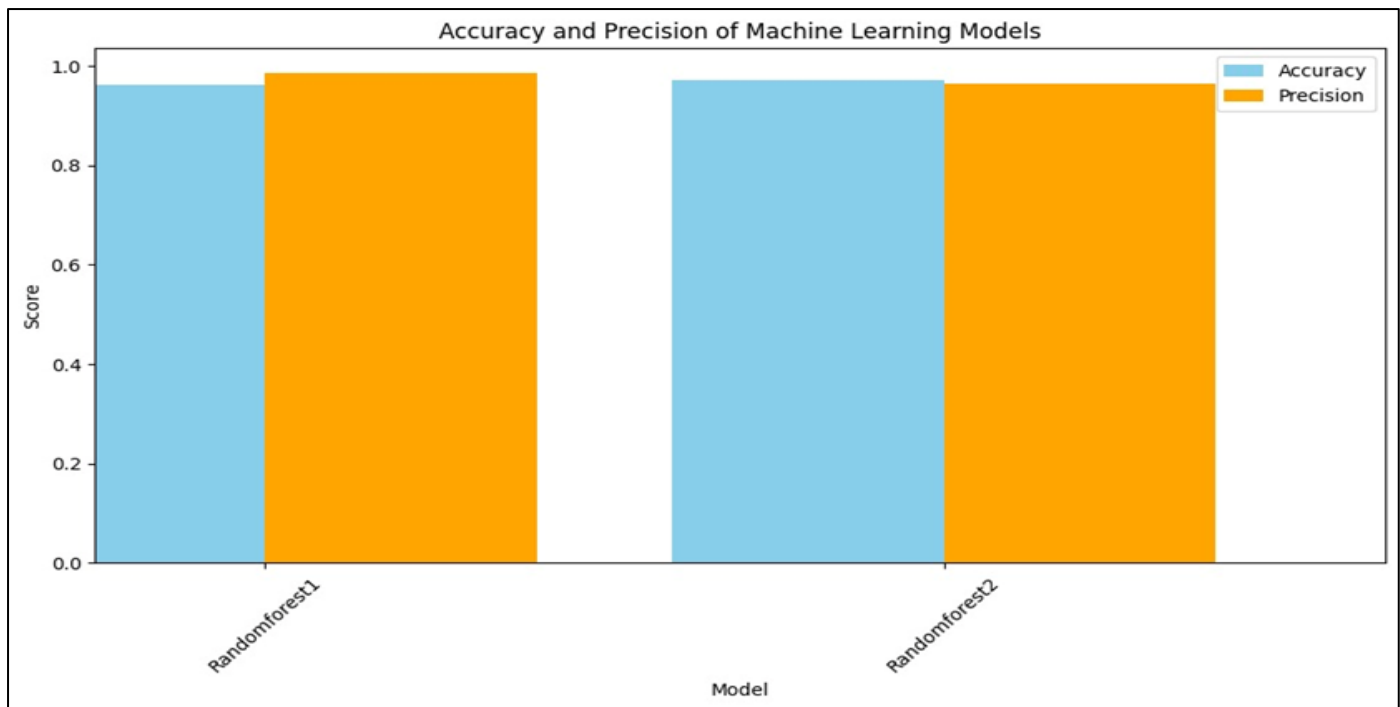 Accuracy and Precision of Machine Learning Models
Accuracy
Precision
1.0
0.8
0.6
0.4
0.2
0.0
Score
Randomforest1
Randomforest2
Model